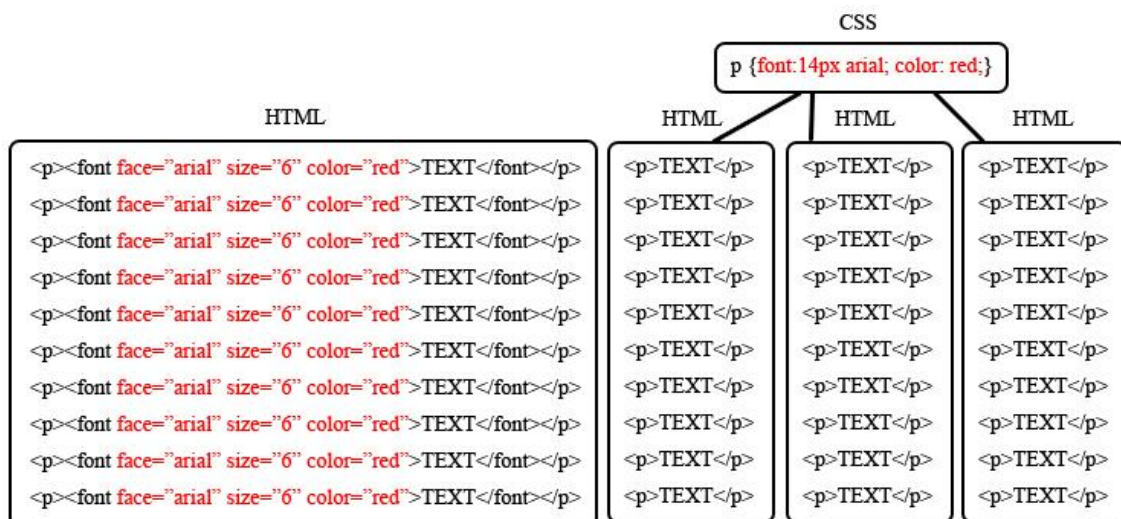 CSS
p {font:14px arial; color: red;}
HTML
<p><font face=”arial” size=”6” color=”red”>TEXT</font></p>
<p><font face=”arial” size=”6” color=”red”>TEXT</font></p>
<p><font face=”arial” size=”6” color=”red”>TEXT</font></p>
<p><font face=”arial” size=”6” color=”red”>TEXT</font></p>
<p><font face=”arial” size=”6” color=”red”>TEXT</font></p>
<p><font face=”arial” size=”6” color=”red”>TEXT</font></p>
<p><font face=”arial” size=”6” color=”red”>TEXT</font></p>
<p><font face=”arial” size=”6” color=”red”>TEXT</font></p>
<p><font face=”arial” size=”6” color=”red”>TEXT</font></p>
<p><font face=”arial” size=”6” color=”red”>TEXT</font></p>
HTML
<p>TEXT</p>
<p>TEXT</p>
<p>TEXT</p>
<p>TEXT</p>
<p>TEXT</p>
<p>TEXT</p>
<p>TEXT</p>
<p>TEXT</p>
<p>TEXT</p>
<p>TEXT</p>
HTML
<p>TEXT</p>
<p>TEXT</p>
<p>TEXT</p>
<p>TEXT</p>
<p>TEXT</p>
<p>TEXT</p>
<p>TEXT</p>
<p>TEXT</p>
<p>TEXT</p>
<p>TEXT</p>
HTML
<p>TEXT</p>
<p>TEXT</p>
<p>TEXT</p>
<p>TEXT</p>
<p>TEXT</p>
<p>TEXT</p>
<p>TEXT</p>
<p>TEXT</p>
<p>TEXT</p>
<p>TEXT</p>